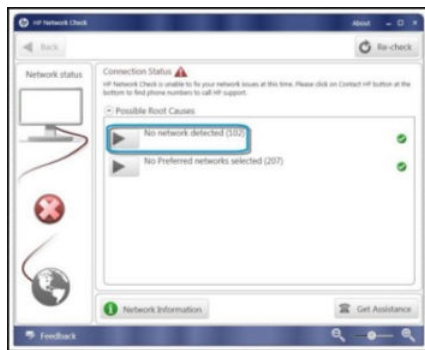 HP Network Check
About
Back
Re-check
Network status
Connection Status
HP Network Check is unable to fix your network issues at this time. Please click on Contact HP button at the
bottom to find phone numbers to call HP support.
Possible Root Causes
No network detected (102)
No Preferred networks selected (207)
Network Information
Get Assistance
Feedback